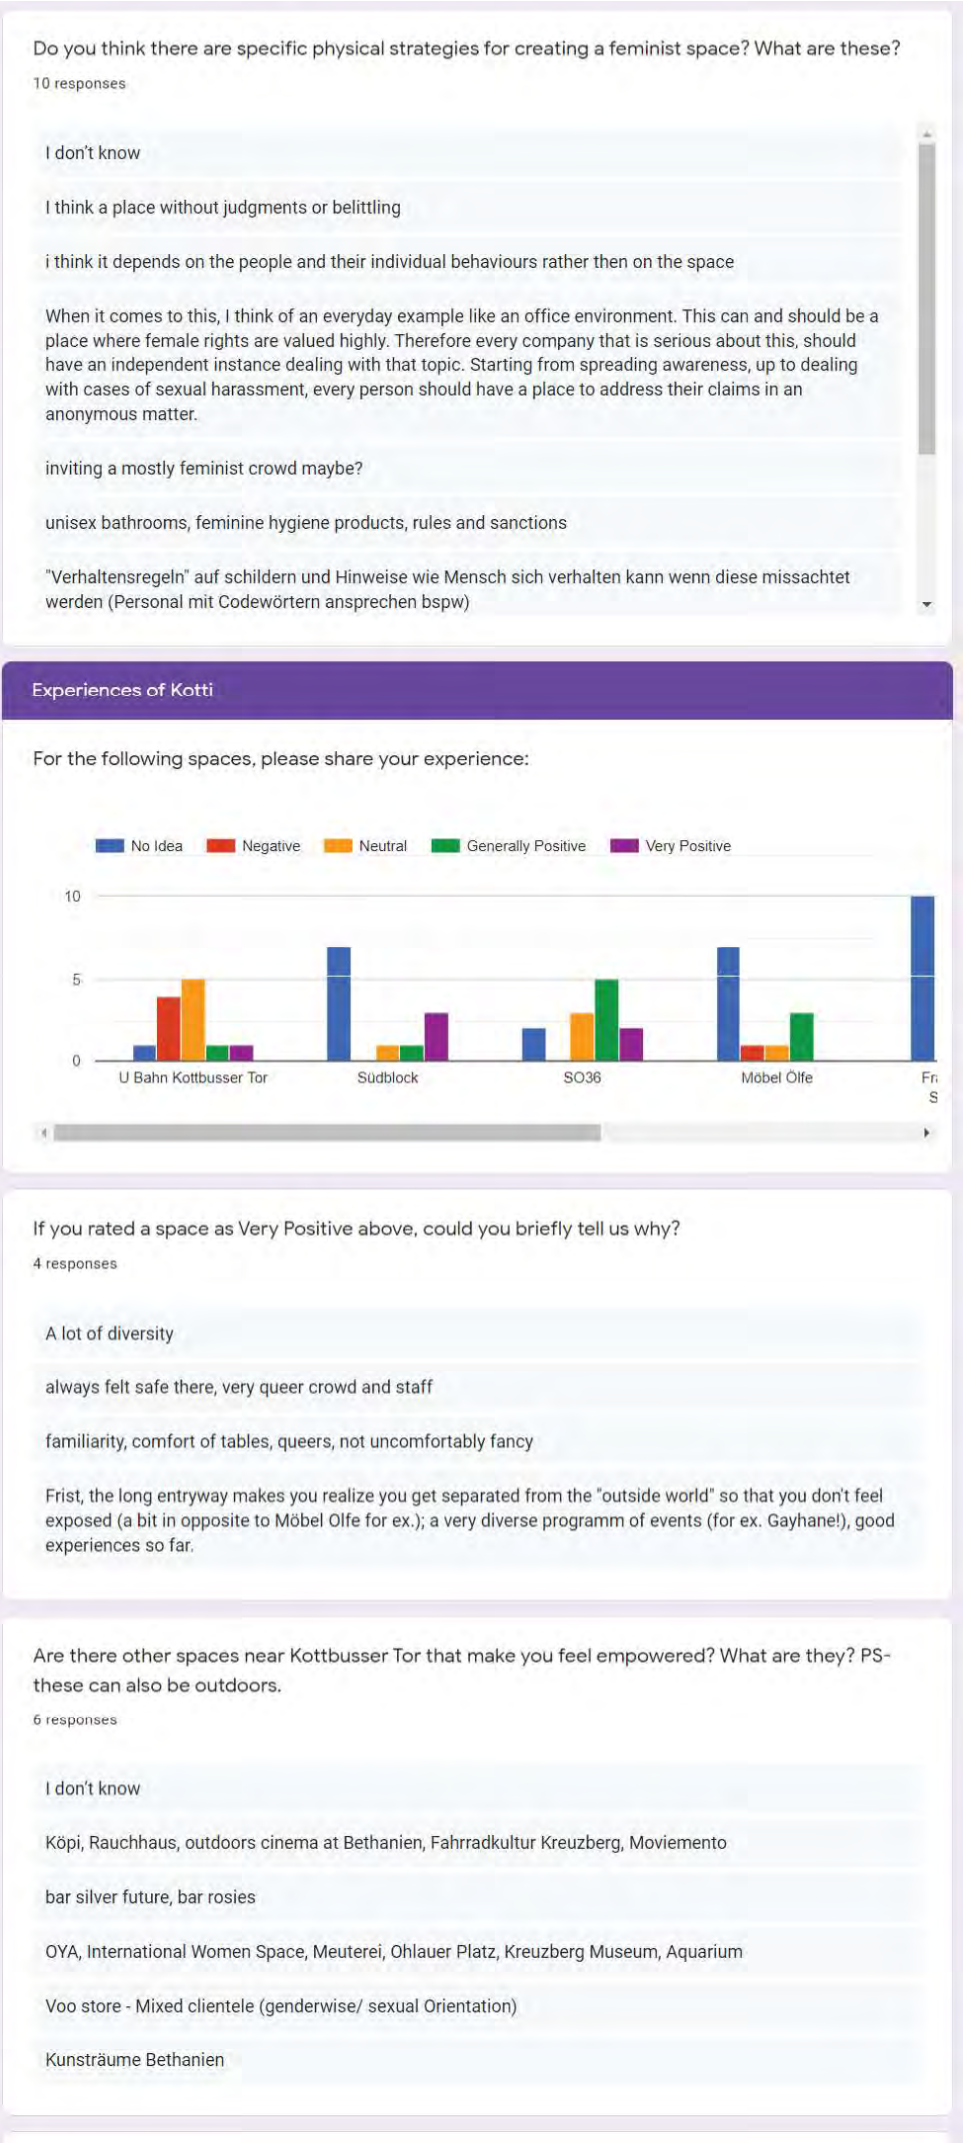 Do you think there are specific physical strategies for creating a feminist space? What are these?
10 responses
I don't know
I think a place without judgments or belittling
i think it depends on the people and their individual behaviours rather then on the space
When it comes to this, I think of an everyday example like an office environment. This can and should be a
place where female rights are valued highly. Therefore every company that is serious about this, should
have an independent instance dealing with that topic. Starting from spreading awareness, up to dealing
with cases of sexual harassment, every person should have a place to address their claims in an
anonymous matter.
inviting a mostly feminist crowd maybe?
unisex bathrooms, feminine hygiene products, rules and sanctions
"Verhaltensregeln" auf schildern und Hinweise wie Mensch sich verhalten kann wenn diese missachtet
werden (Personal mit Codewörtern ansprechen bspw)
Experiences of Kotti
For the following spaces, please share your experience:
No Idea Negative Neutral Generally Positive Very Positive
10
5
0
U Bahn Kottbusser Tor Südblock SO36 Möbel Olfe Fra
S
If you rated a space as Very Positive above, could you briefly tell us why?
4 responses
A lot of diversity
always felt safe there, very queer crowd and staff
familiarity, comfort of tables, queers, not uncomfortably fancy
Frist, the long entryway makes you realize you get separated from the "outside world" so that you don't feel
exposed (a bit in opposite to Möbel Olfe for ex.); a very diverse programm of events (for ex. Gayhane!), good
experiences so far.
Are there other spaces near Kottbusser Tor that make you feel empowered? What are they? PS-
these can also be outdoors.
6 responses
I don't know
Köpi, Rauchhaus, outdoors cinema at Bethanien, Fahrradkultur Kreuzberg, Moviemento
bar silver future, bar rosies
OYA, International Women Space, Meuterei, Ohlauer Platz, Kreuzberg Museum, Aquarium
Voo store - Mixed clientele (genderwise/ sexual Orientation)
Kunsträume Bethanien